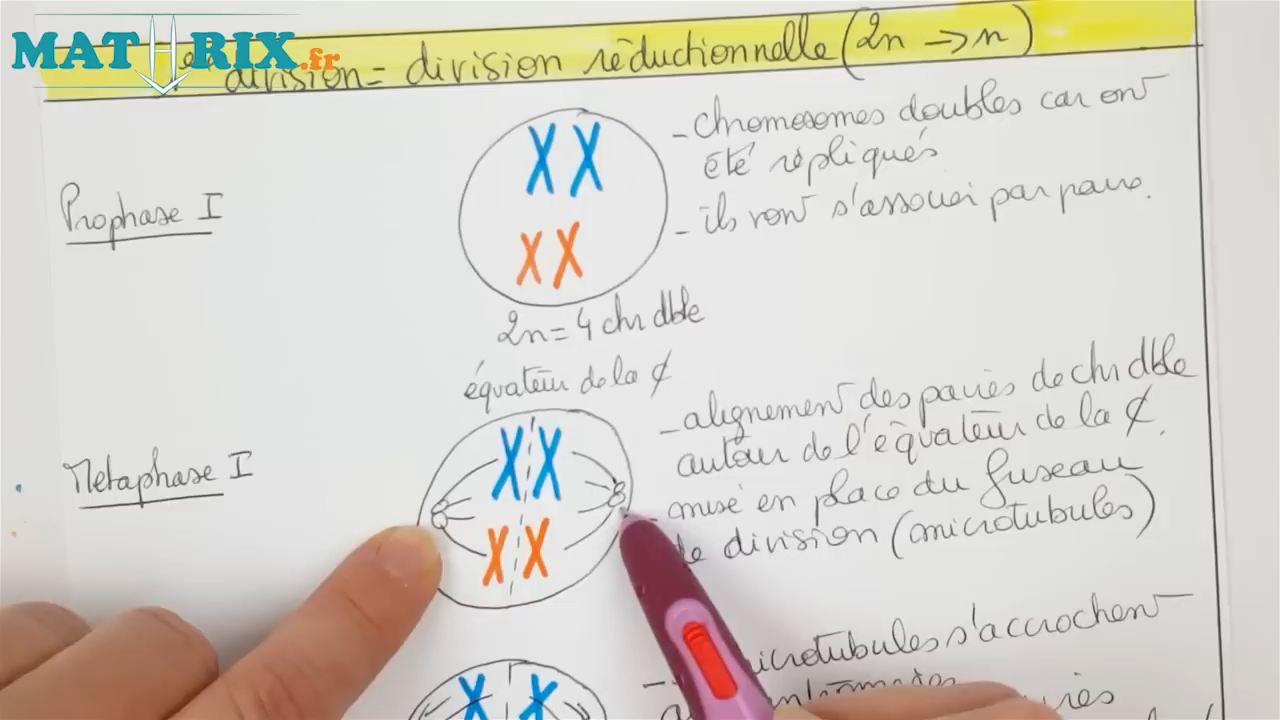 MATHRIX.fr
division = division réductionnelle (2n → n)
Prophase I
- chromosomes doubles car ont
été répliqués
- ils vont s'associer par paires.
2n = 4 chr dble
équateur de la ¢
Métaphase I
- alignement des paires de chr dble
autour de l'équateur de la ¢.
- mise en place du fuseau
de division (microtubules)
microtubules s'accrochent